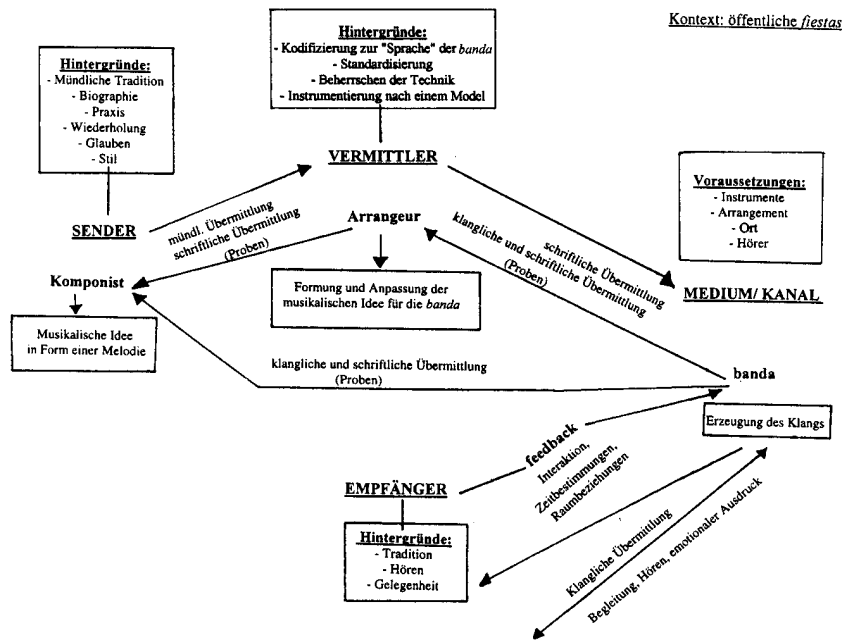 Kontext: öffentliche fiestas
Hintergründe:
- Mündliche Tradition
- Biographie
- Praxis
- Wiederholung
- Glauben
- Stil
SENDER
Komponist
Musikalische Idee
in Form einer Melodie
Hintergründe:
- Kodifizierung zur "Sprache" der banda
- Standardisierung
- Beherrschen der Technik
- Instrumentierung nach einem Model
VERMITTLER
mündl. Übermittlung
schriftliche Übermittlung
(Proben)
Arrangeur
Formung und Anpassung der
musikalischen Idee für die banda
schriftliche Übermittlung
klangliche und schriftliche Übermittlung
(Proben)
Voraussetzungen:
- Instrumente
- Arrangement
- Ort
- Hörer
MEDIUM/ KANAL
klangliche und schriftliche Übermittlung
(Proben)
banda
Erzeugung des Klangs
feedback
Interaktion,
Zeitbestimmungen,
Raumbeziehungen
EMPFÄNGER
Hintergründe:
- Tradition
- Hören
- Gelegenheit
Klangliche Übermittlung
Begleitung, Hören, emotionaler Ausdruck